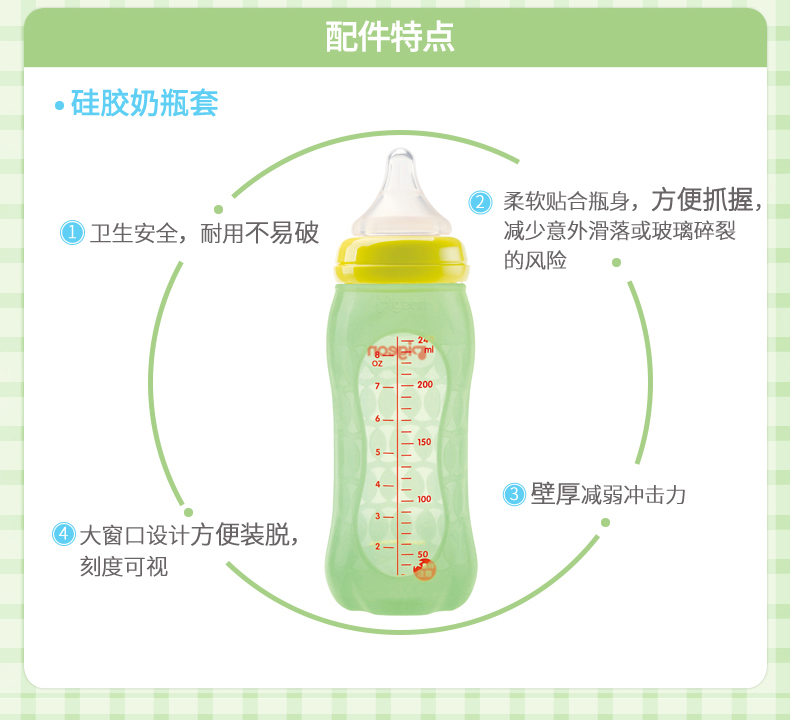 配件特点
• 硅胶奶瓶套
1 卫生安全，耐用不易破
2 柔软贴合瓶身，方便抓握，
减少意外滑落或玻璃碎裂
的风险
24
ml
8
OZ
7
200
6
150
5
4
100
3
2
50
3 壁厚减弱冲击力
4 大窗口设计方便装脱，
刻度可视